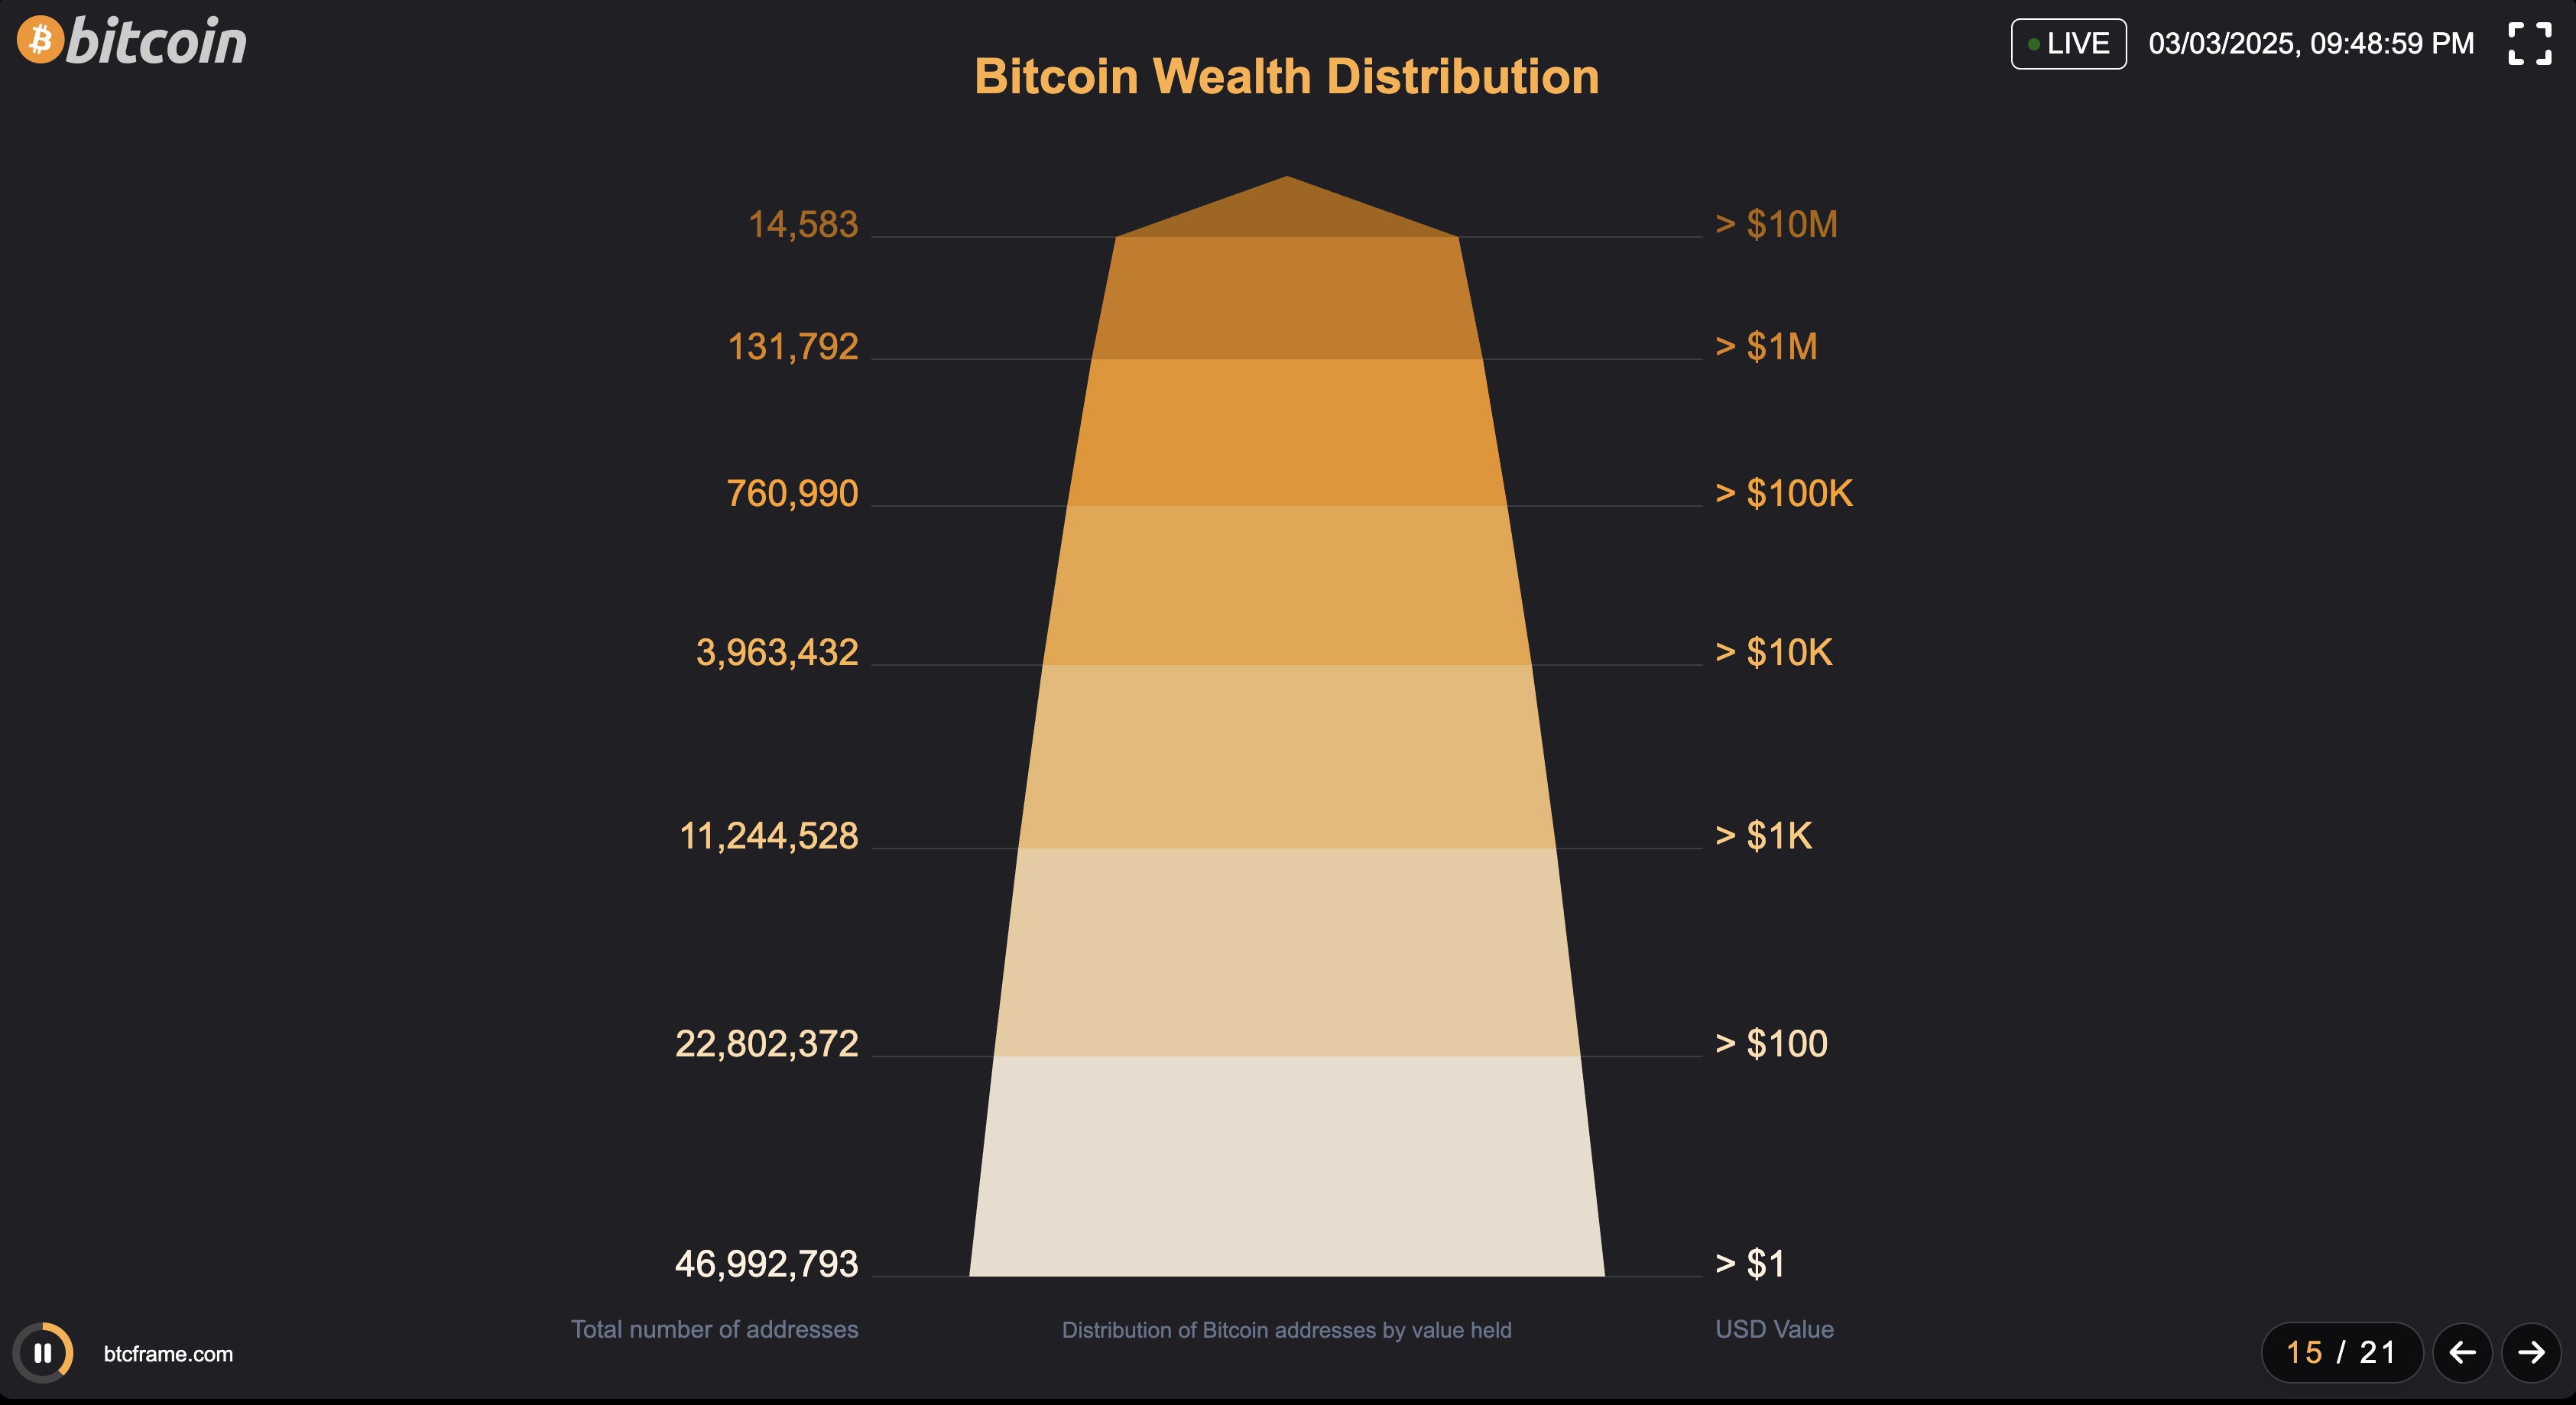 bitcoin
LIVE
03/03/2025, 09:48:59 PM
Bitcoin Wealth Distribution
14,583 > $10M
131,792 > $1M
760,990 > $100K
3,963,432 > $10K
11,244,528 > $1K
22,802,372 > $100
46,992,793 > $1
Total number of addresses
Distribution of Bitcoin addresses by value held
USD Value
btcframe.com
15 / 21